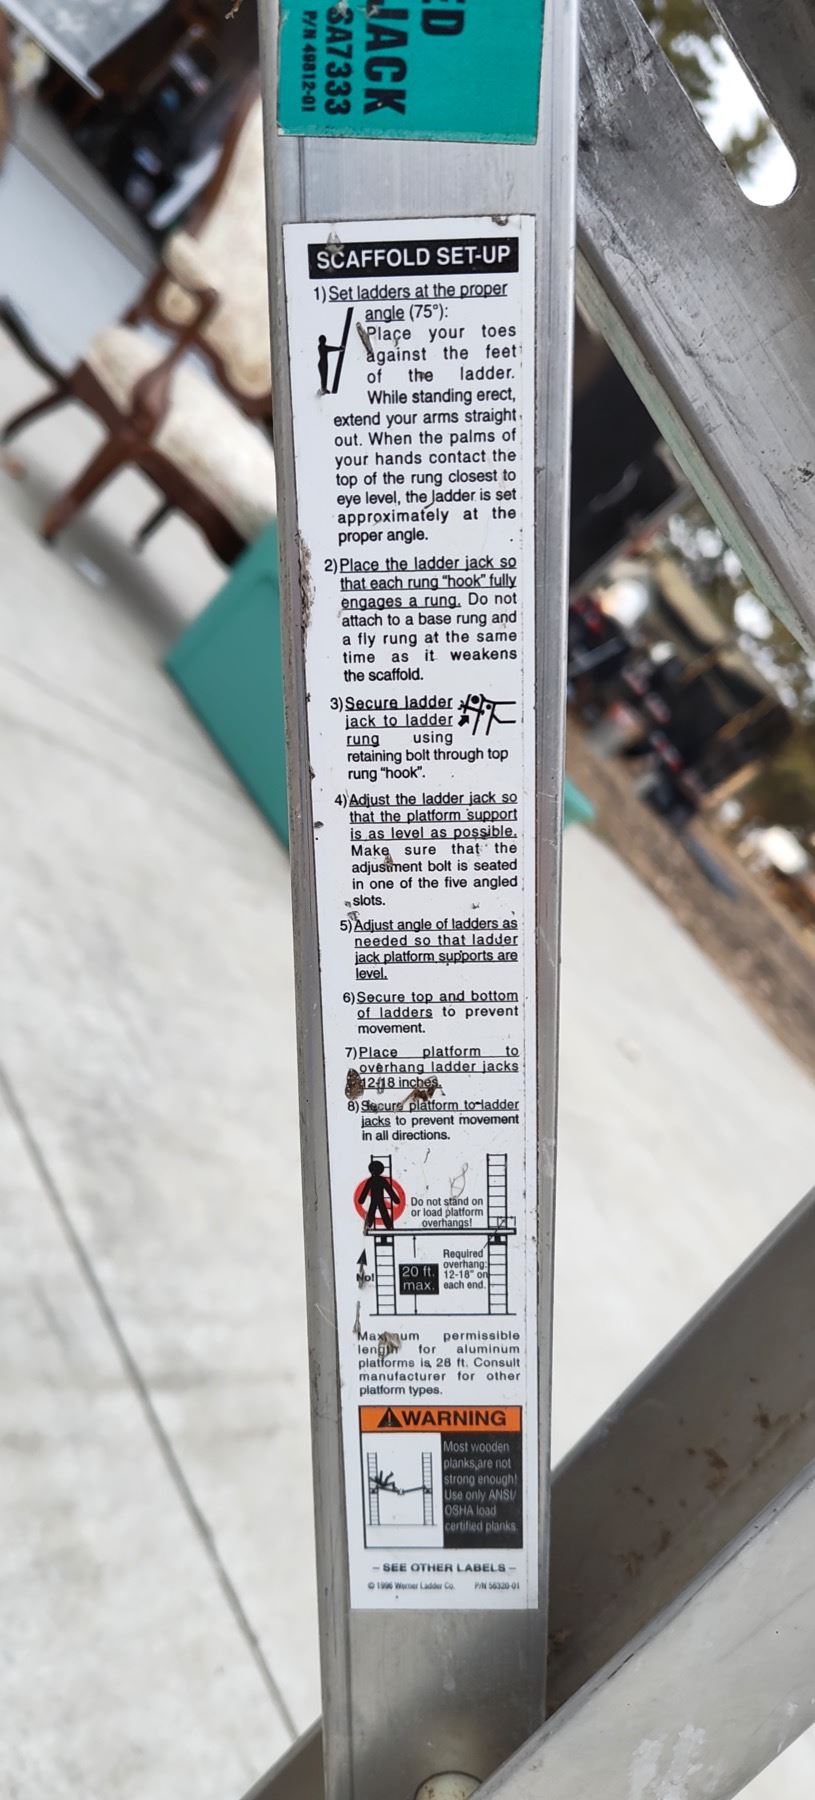 ED
JACK
SA7333
P/N 49812-01
SCAFFOLD SET-UP
1) Set ladders at the proper
angle (75°):
Place your toes
against the feet
of the ladder.
While standing erect,
extend your arms straight
out. When the palms of
your hands contact the
top of the rung closest to
eye level, the ladder is set
approximately at the
proper angle.
2) Place the ladder jack so
that each rung “hook” fully
engages a rung. Do not
attach to a base rung and
a fly rung at the same
time as it weakens
the scaffold.
3) Secure ladder
jack to ladder
rung using
retaining bolt through top
rung “hook”.
4) Adjust the ladder jack so
that the platform support
is as level as possible.
Make sure that the
adjustment bolt is seated
in one of the five angled
slots.
5) Adjust angle of ladders as
needed so that ladder
jack platform supports are
level.
6) Secure top and bottom
of ladders to prevent
movement.
7) Place platform to
overhang ladder jacks
12-18 inches.
8) Secure platform to ladder
jacks to prevent movement
in all directions.
Do not stand on
or load platform
overhangs!
Required
overhang:
12-18" on
each end.
No!
20 ft.
max.
Maximum permissible
length for aluminum
platforms is 28 ft. Consult
manufacturer for other
platform types.
WARNING
Most wooden
planks are not
strong enough!
Use only ANSI/
OSHA load
certified planks.
– SEE OTHER LABELS –
© 1996 Werner Ladder Co. P/N 56320-01